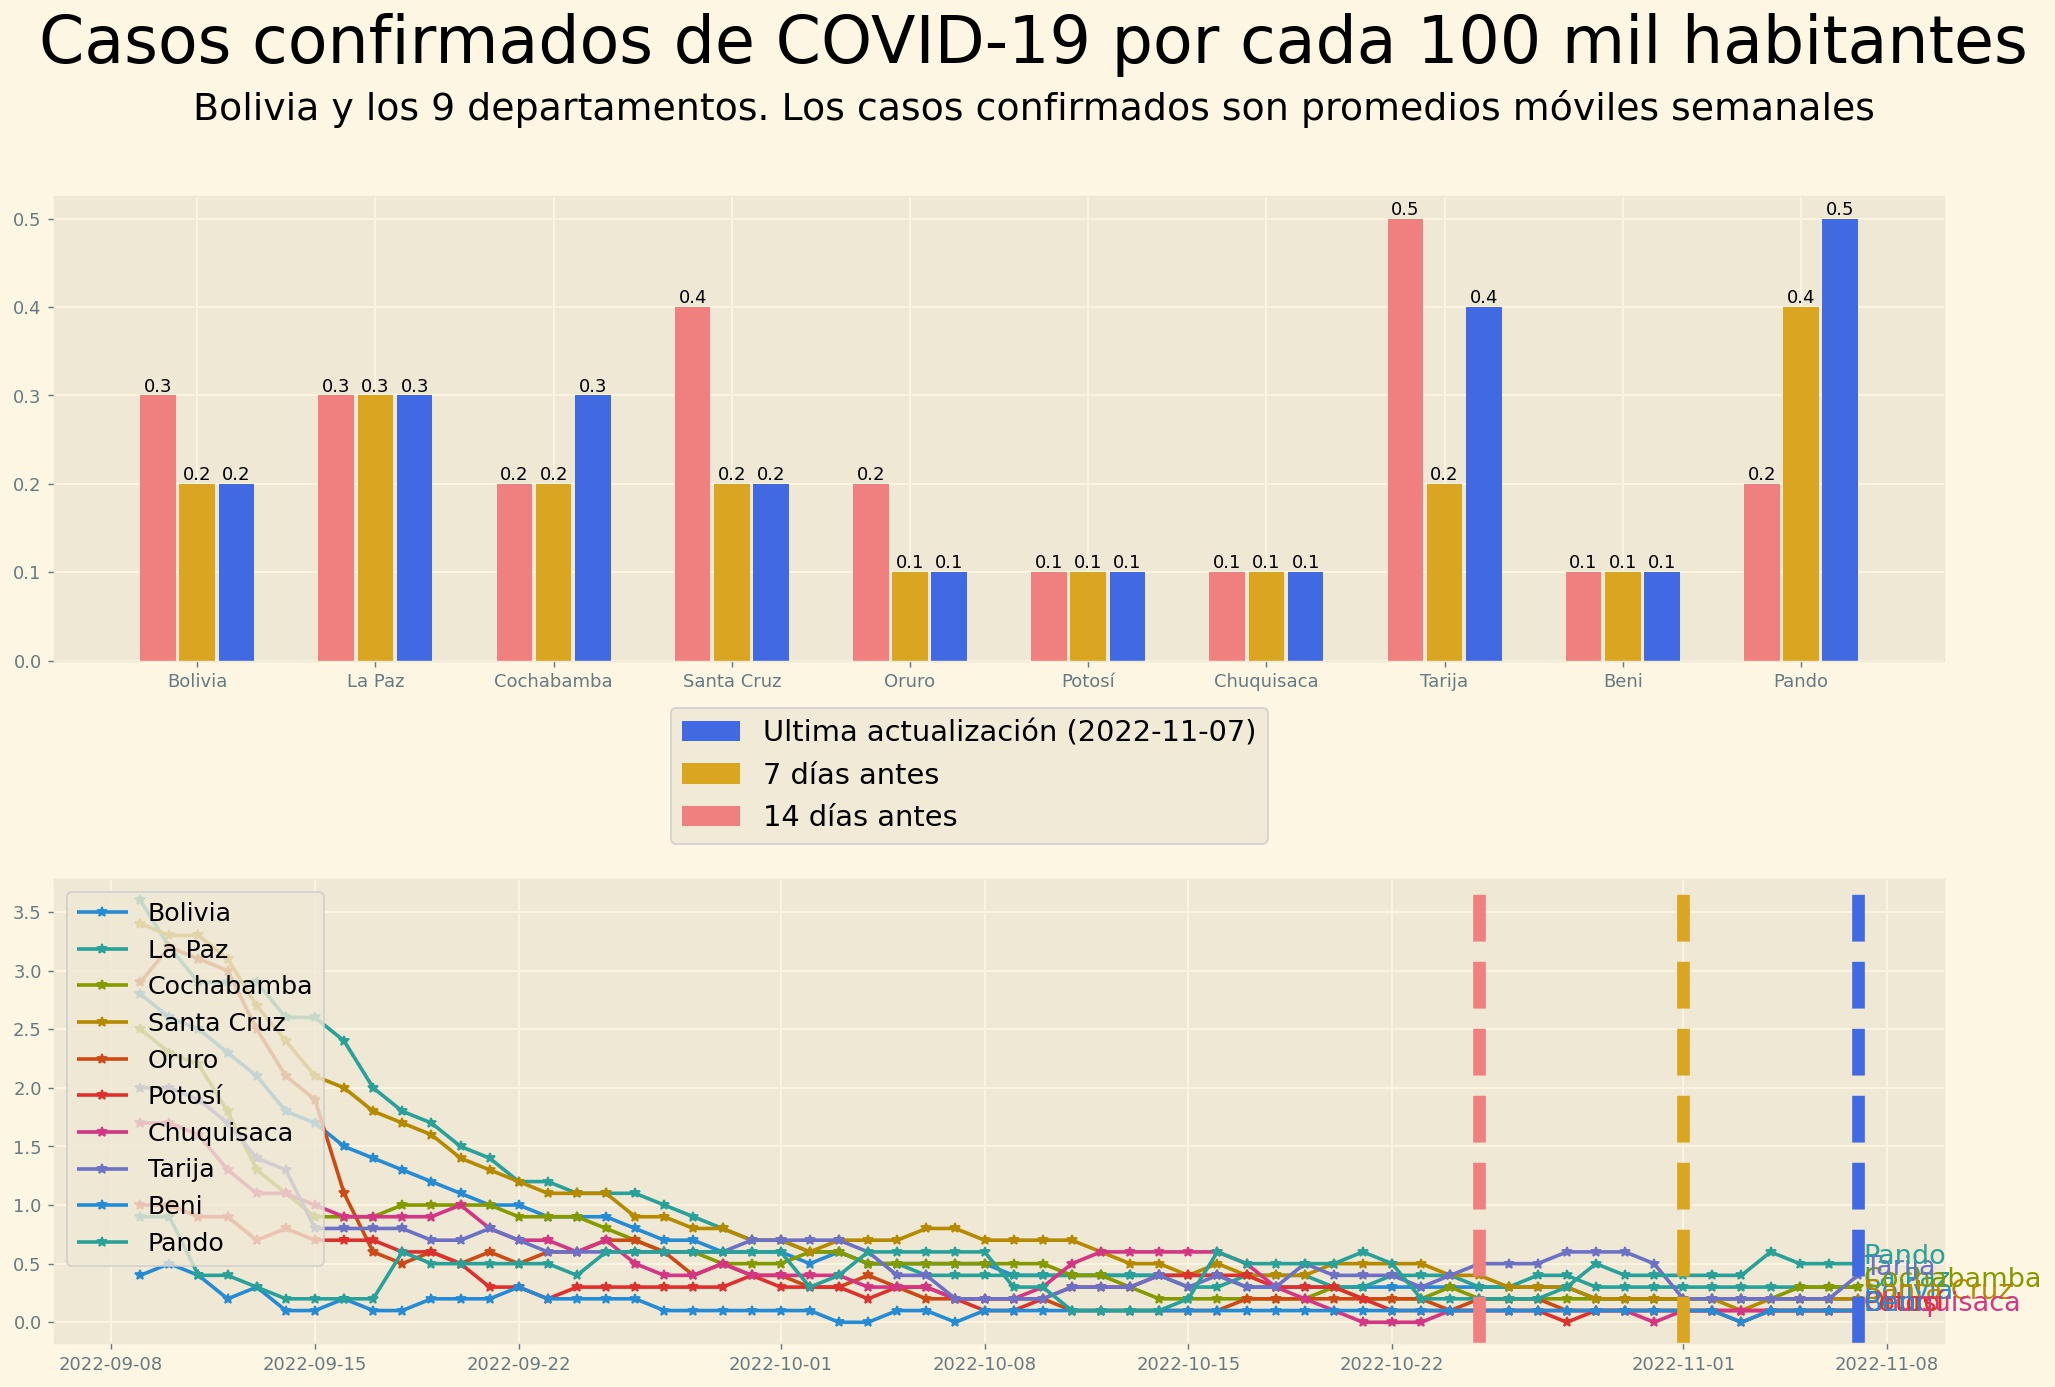 Casos confirmados de COVID-19 por cada 100 mil habitantes
Bolivia y los 9 departamentos. Los casos confirmados son promedios móviles semanales
0.5
0.4
0.3
0.2
0.1
0.0
0.3 0.2 0.2
0.3 0.3 0.3
0.2 0.2 0.3
0.4 0.2 0.2
0.2 0.1 0.1
0.1 0.1 0.1
0.1 0.1 0.1
0.5 0.2 0.4
0.1 0.1 0.1
0.2 0.4 0.5
Bolivia La Paz Cochabamba Santa Cruz Oruro Potosí Chuquisaca Tarija Beni Pando
Ultima actualización (2022-11-07)
7 días antes
14 días antes
3.5
3.0
2.5
2.0
1.5
1.0
0.5
0.0
Bolivia
La Paz
Cochabamba
Santa Cruz
Oruro
Potosí
Chuquisaca
Tarija
Beni
Pando
Pando
Tarija
2022-09-08 2022-09-15 2022-09-22 2022-10-01 2022-10-08 2022-10-15 2022-10-22 2022-11-01 2022-11-08